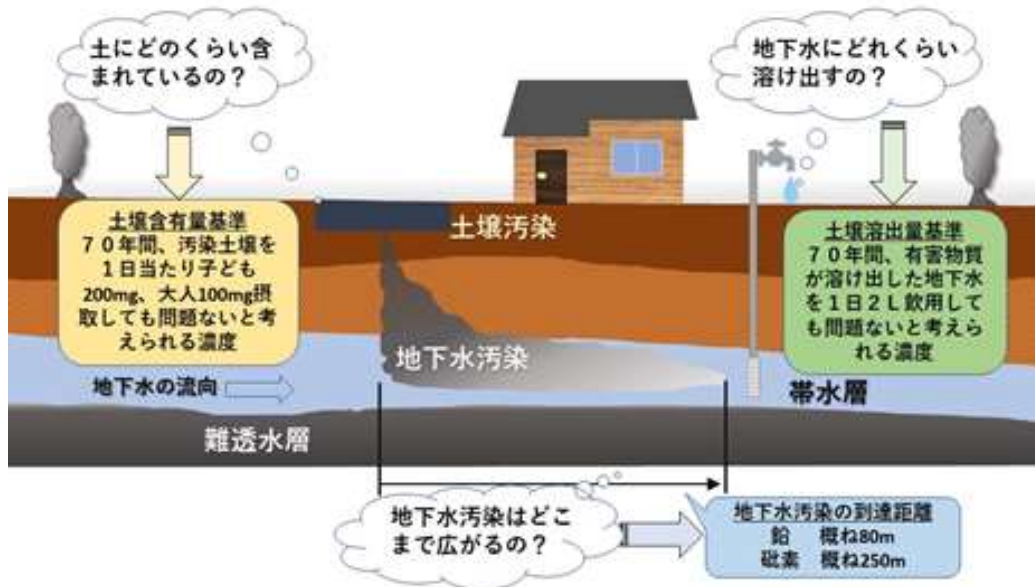 土にどのくらい含
まれているの？
地下水にどれくらい
溶け出すの？
土壌含有量基準
７０年間、汚染土壌を
１日当たり子ども
200mg、大人100mg摂
取しても問題ないと考
えられる濃度
土壌汚染
土壌溶出量基準
７０年間、有害物質
が溶け出した地下水
を１日２Ｌ飲用して
も問題ないと考えら
れる濃度
地下水汚染
地下水の流向
帯水層
難透水層
地下水汚染はどこ
まで広がるの？
地下水汚染の到達距離
鉛　概ね80m
砒素　概ね250m